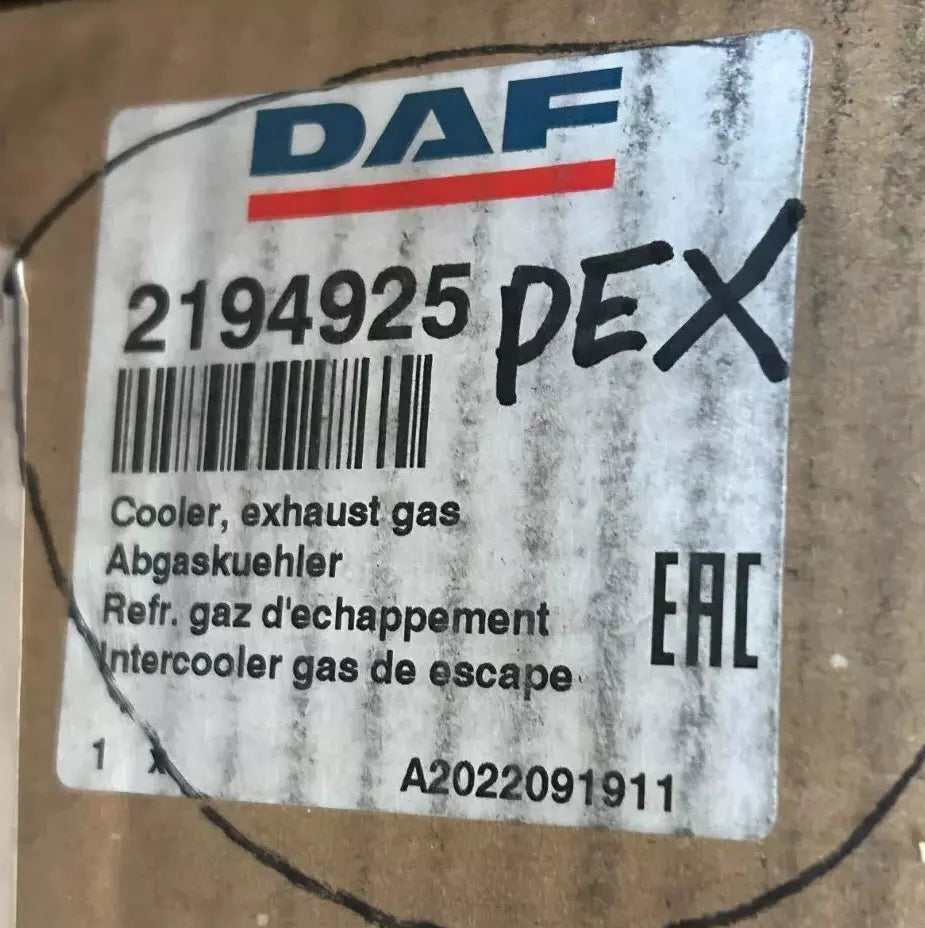 DAF
2194925 PEX
Cooler, exhaust gas
Abgaskuehler
Refr. gaz d'echappement
Intercooler gas de escape
EAC
1 x
A2022091911